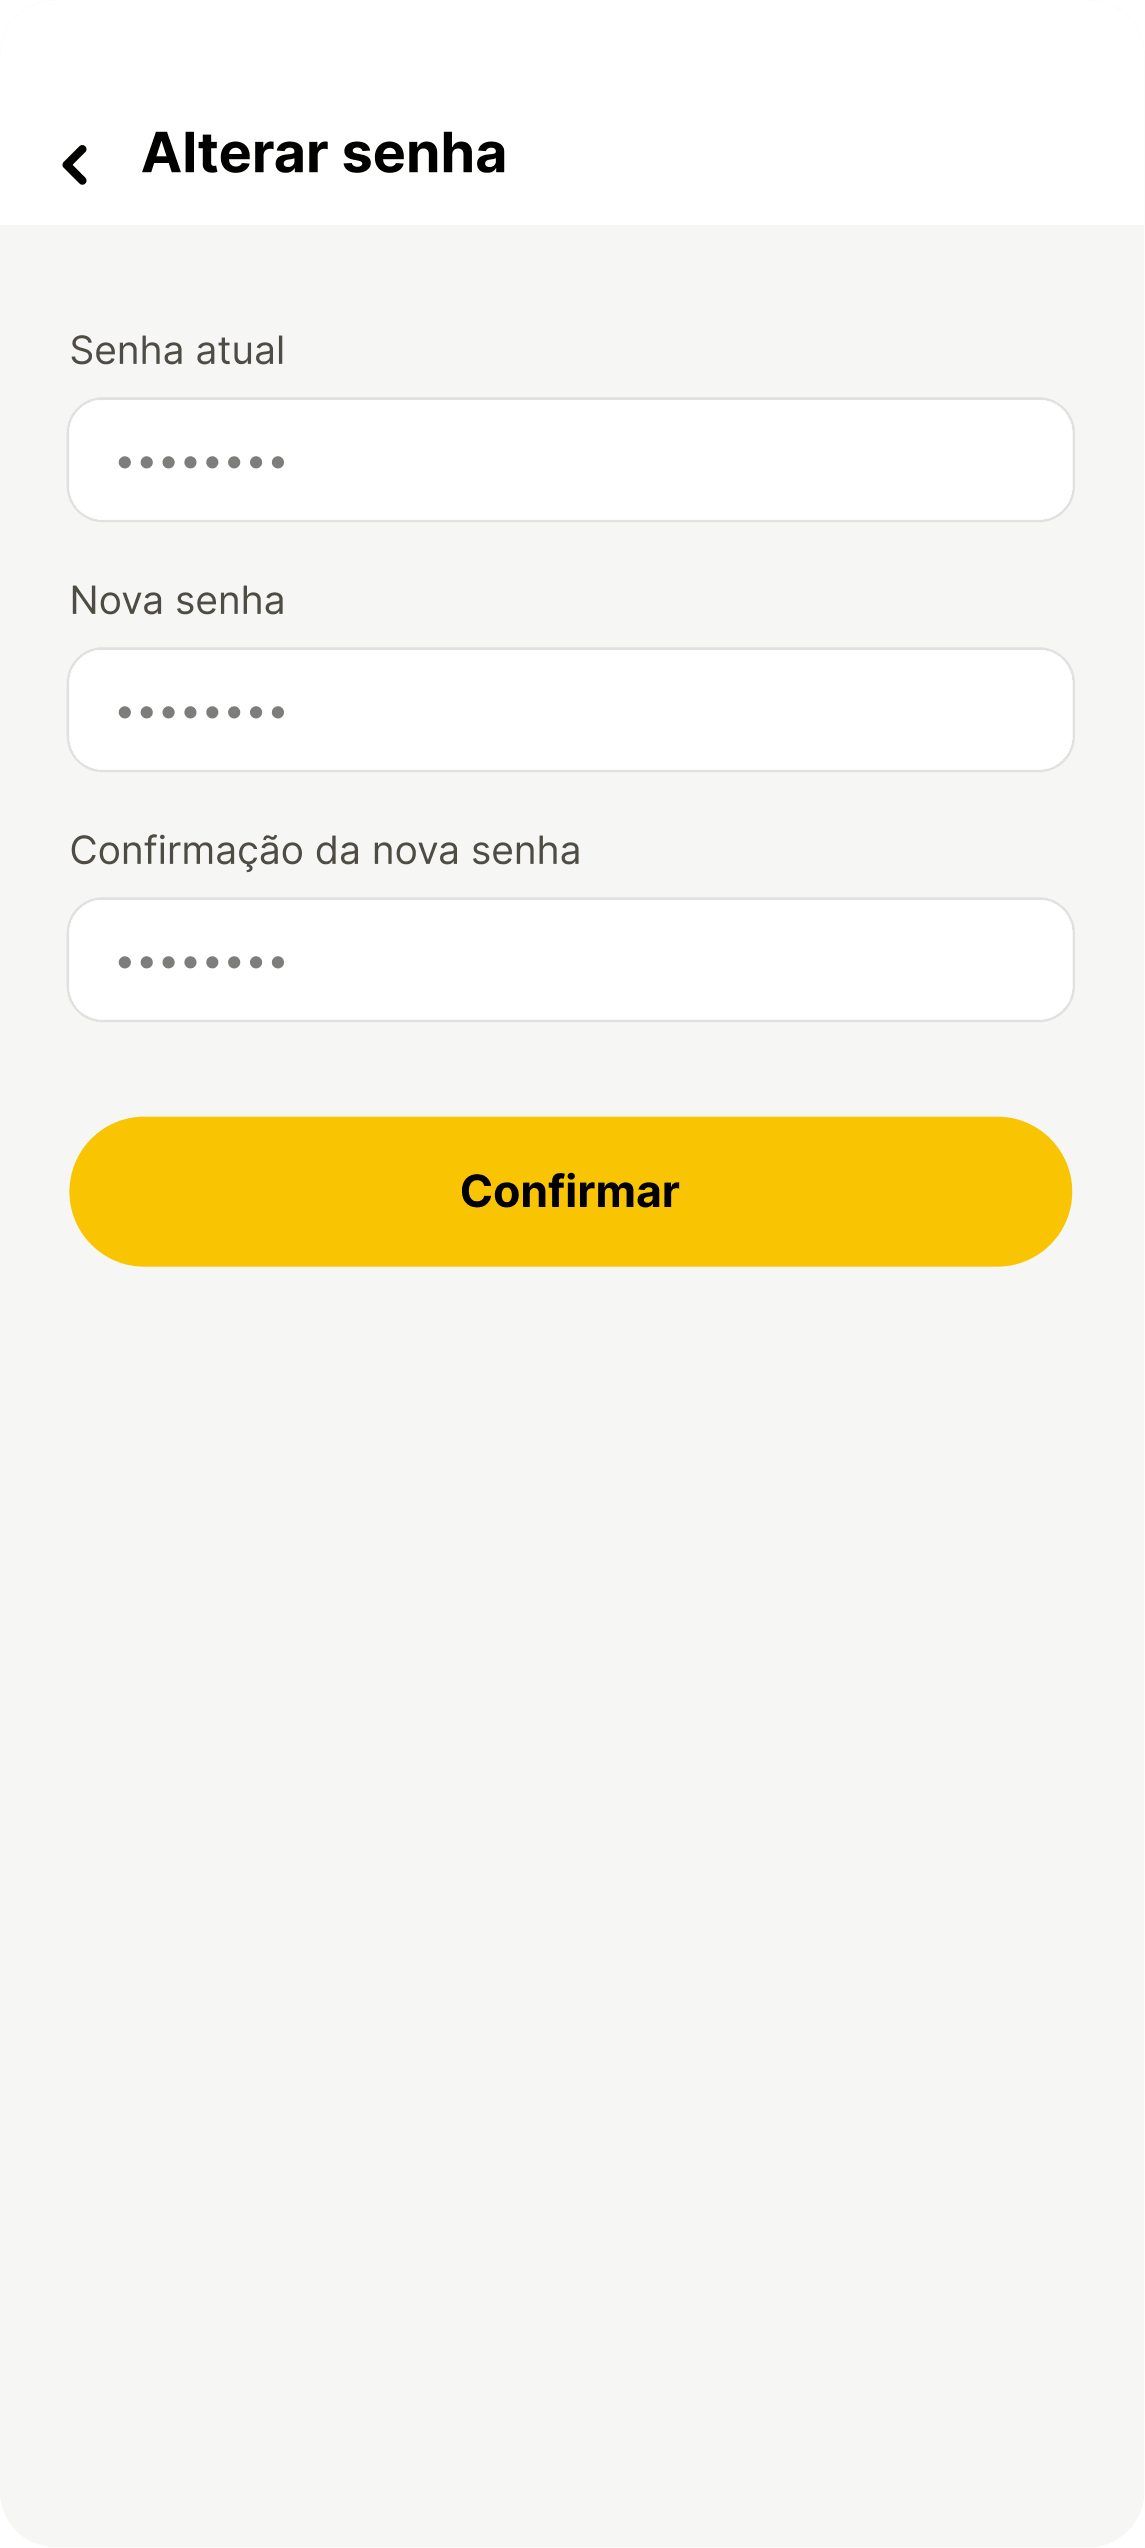 Alterar senha
Senha atual
••••••••
Nova senha
••••••••
Confirmação da nova senha
••••••••
Confirmar